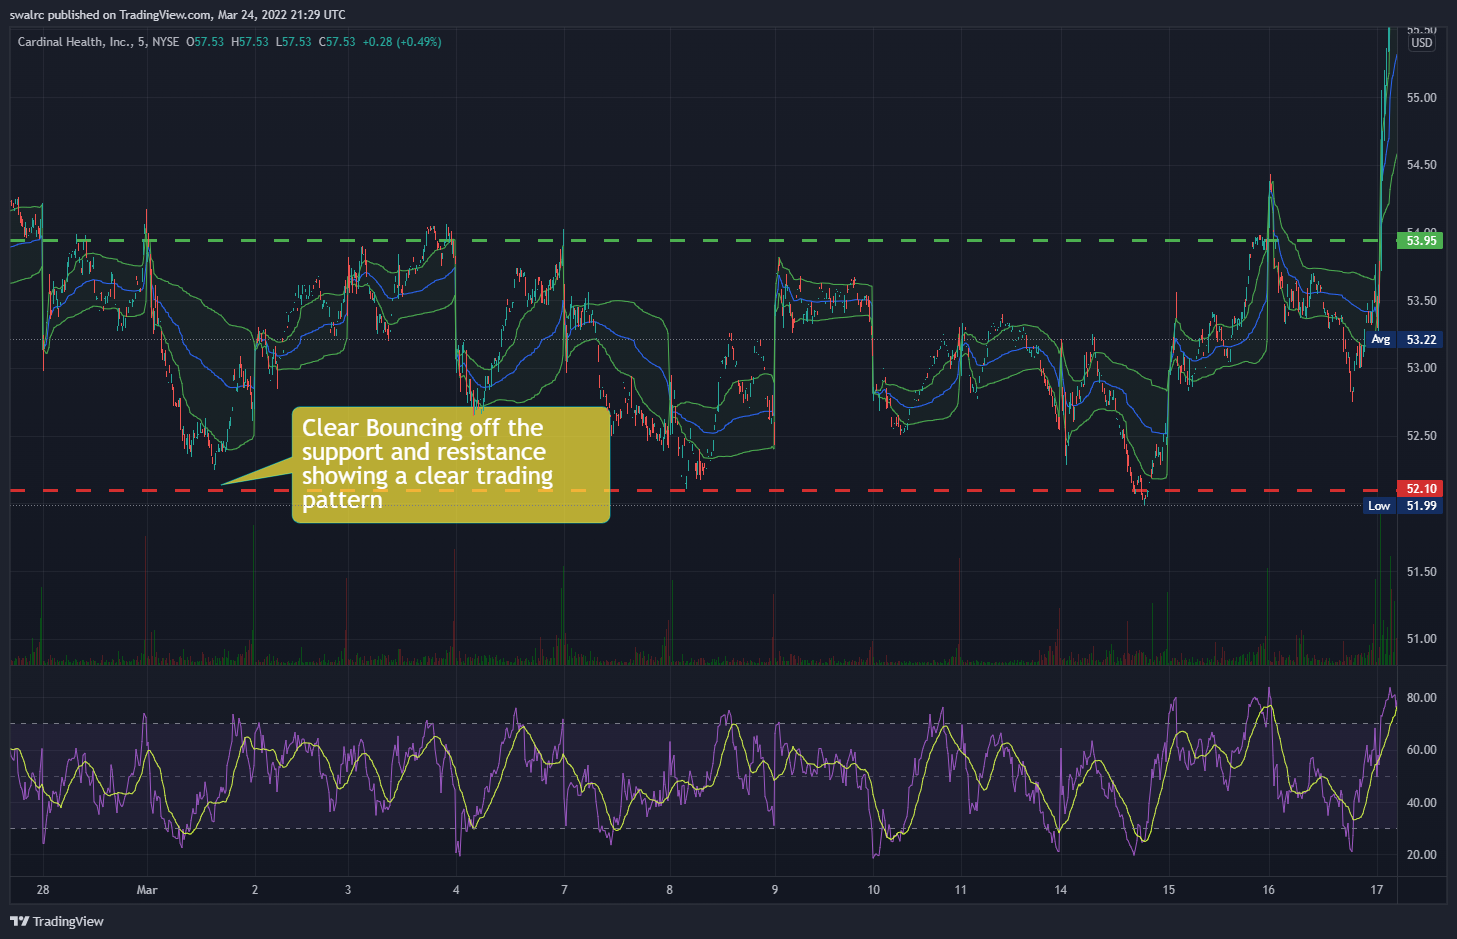 swalrc published on TradingView.com, Mar 24, 2022 21:29 UTC
Cardinal Health, Inc., 5, NYSE O57.53 H57.53 L57.53 C57.53 +0.28 (+0.49%)
55.50
USD
55.00
54.50
54.00
53.95
53.50
Avg 53.22
53.00
Clear Bouncing off the
support and resistance
showing a clear trading
pattern
52.50
52.10
Low 51.99
51.50
51.00
80.00
60.00
40.00
20.00
28 Mar 2 3 4 7 8 9 10 11 14 15 16 17
TradingView